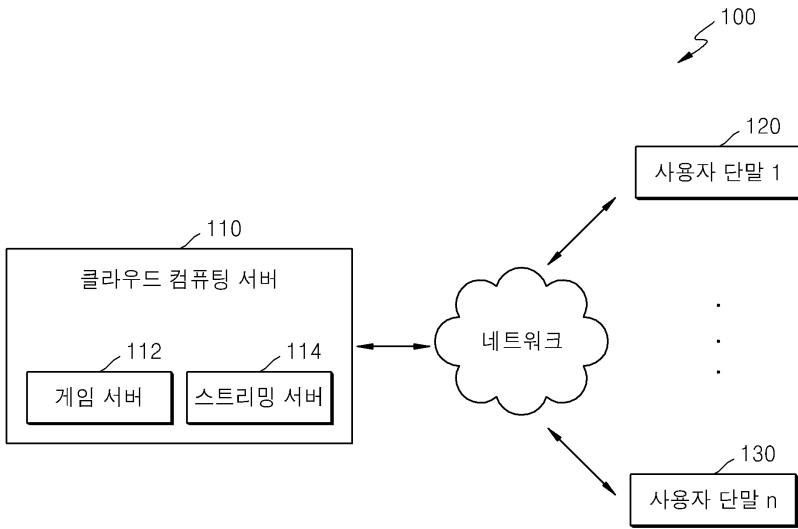 100
120
사용자 단말 1
110
클라우드 컴퓨팅 서버
네트워크
112
114
게임 서버
스트리밍 서버
130
사용자 단말 n